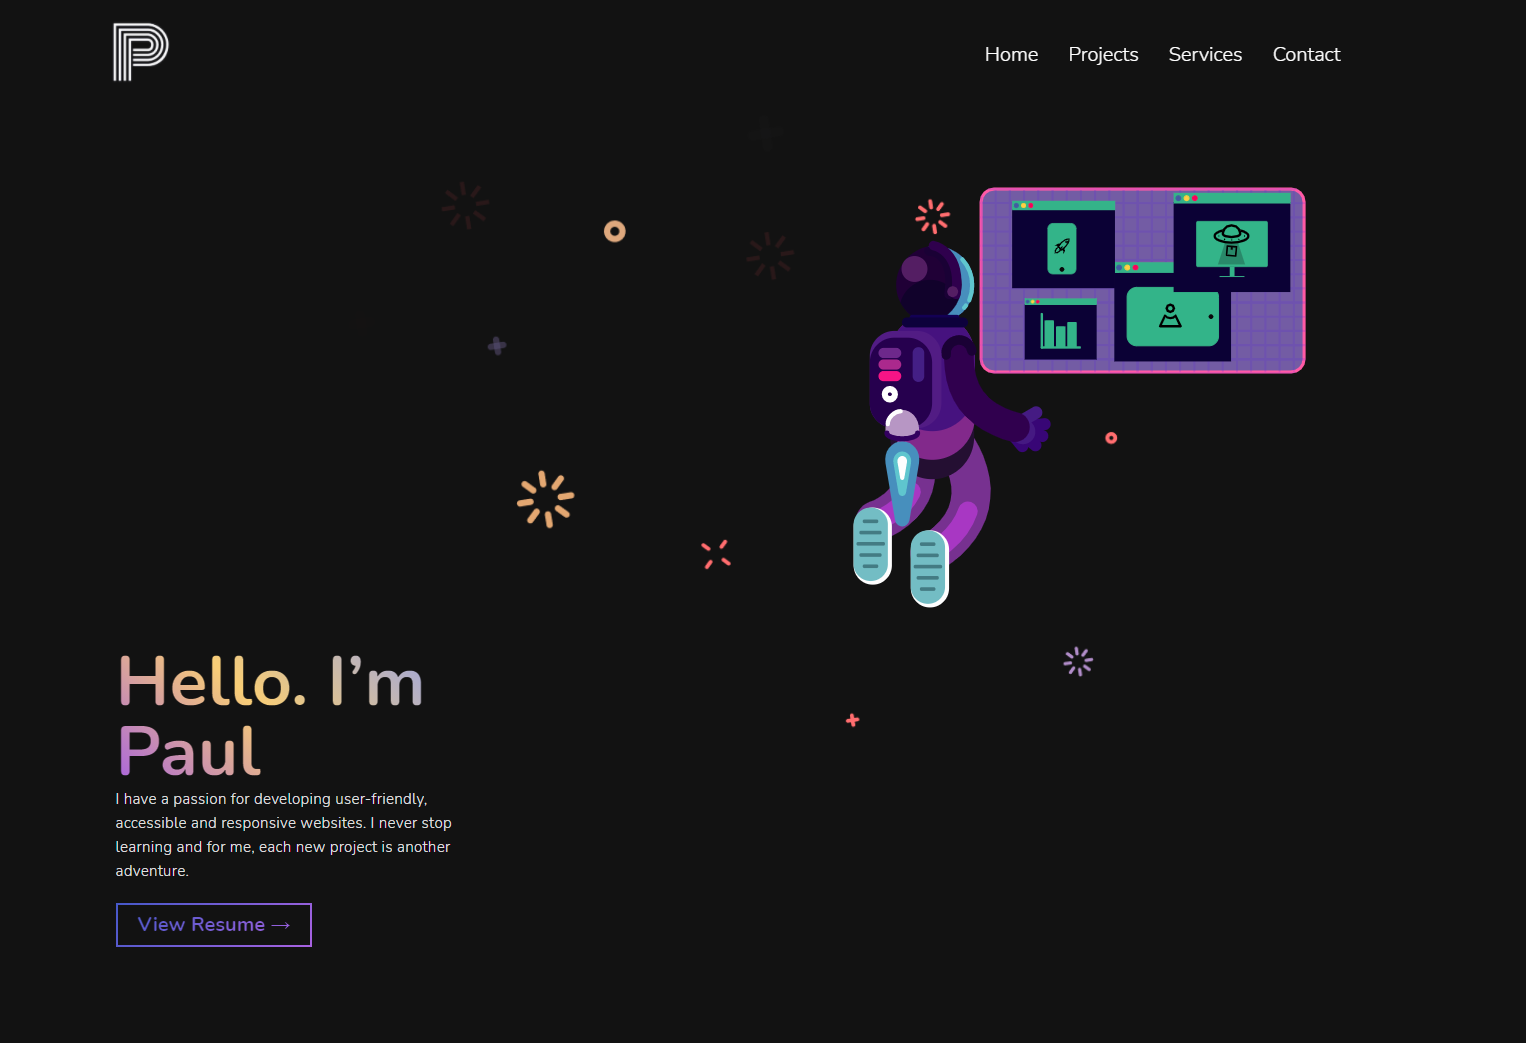 P
Home Projects Services Contact
Hello. I’m
Paul
I have a passion for developing user-friendly,
accessible and responsive websites. I never stop
learning and for me, each new project is another
adventure.
View Resume →